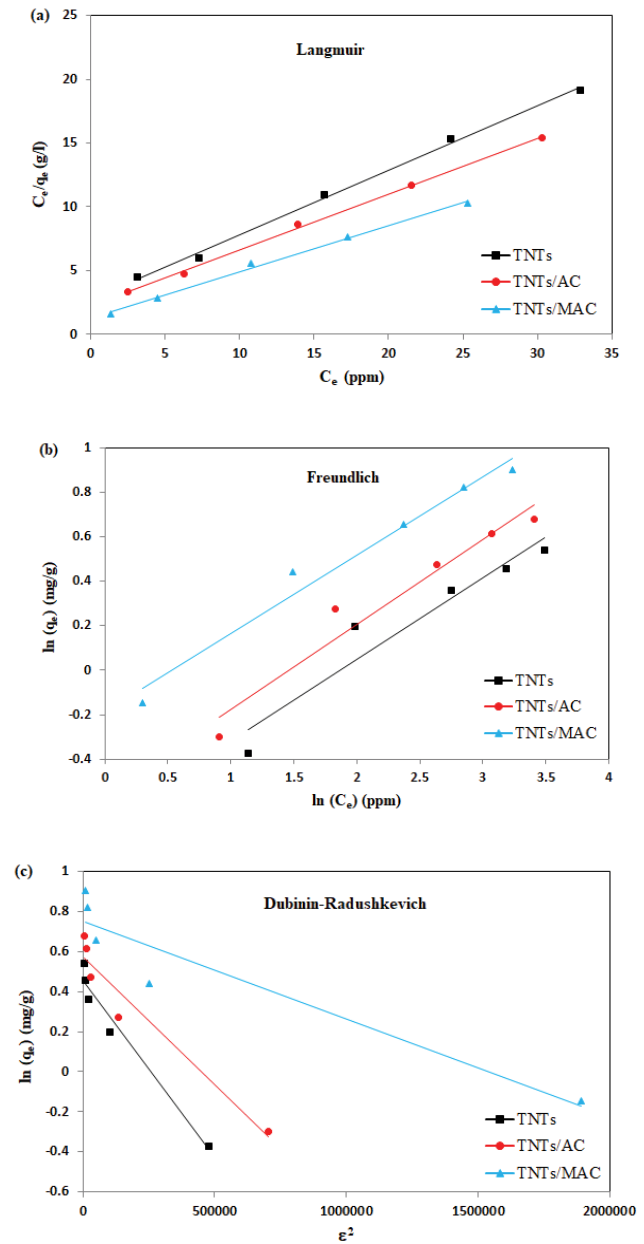 (a)
Langmuir
25
20
15
10
5
0
Cₑ/qₑ (g/l)
TNTs
TNTs/AC
TNTs/MAC
0 5 10 15 20 25 30 35
Cₑ (ppm)
(b)
Freundlich
1
0.8
0.6
0.4
0.2
0
-0.2
-0.4
ln (qₑ) (mg/g)
TNTs
TNTs/AC
TNTs/MAC
0 0.5 1 1.5 2 2.5 3 3.5 4
ln (Cₑ) (ppm)
(c)
Dubinin-Radushkevich
1
0.8
0.6
0.4
0.2
0
-0.2
-0.4
-0.6
ln (qₑ) (mg/g)
TNTs
TNTs/AC
TNTs/MAC
0 500000 1000000 1500000 2000000
ε²